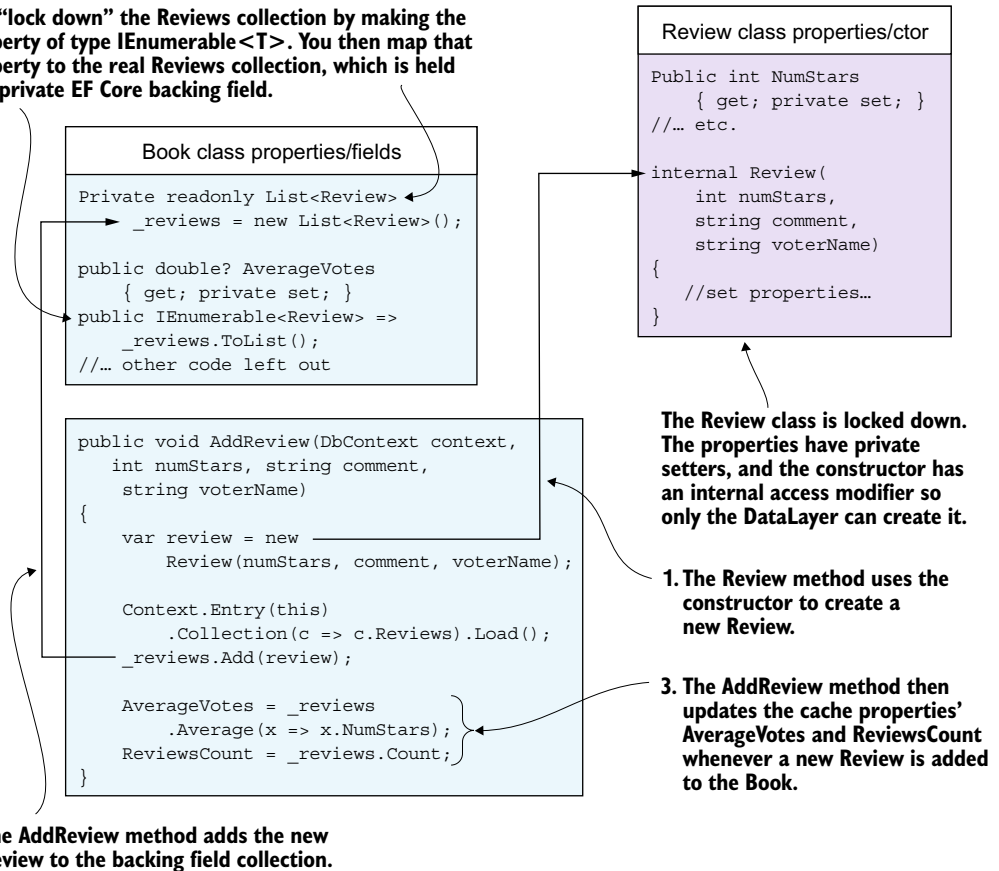 “lock down” the Reviews collection by making the
perty of type IEnumerable<T>. You then map that
perty to the real Reviews collection, which is held
private EF Core backing field.
Book class properties/fields
Private readonly List<Review>
_reviews = new List<Review>();
public double? AverageVotes
{ get; private set; }
public IEnumerable<Review> =>
_reviews.ToList();
//… other code left out
Review class properties/ctor
Public int NumStars
{ get; private set; }
//… etc.
internal Review(
int numStars,
string comment,
string voterName)
{
//set properties…
}
The Review class is locked down.
The properties have private
setters, and the constructor has
an internal access modifier so
only the DataLayer can create it.
public void AddReview(DbContext context,
int numStars, string comment,
string voterName)
{
var review = new
Review(numStars, comment, voterName);
Context.Entry(this)
.Collection(c => c.Reviews).Load();
_reviews.Add(review);
AverageVotes = _reviews
.Average(x => x.NumStars);
ReviewsCount = _reviews.Count;
}
1. The Review method uses the
constructor to create a
new Review.
3. The AddReview method then
updates the cache properties’
AverageVotes and ReviewsCount
whenever a new Review is added
to the Book.
he AddReview method adds the new
eview to the backing field collection.